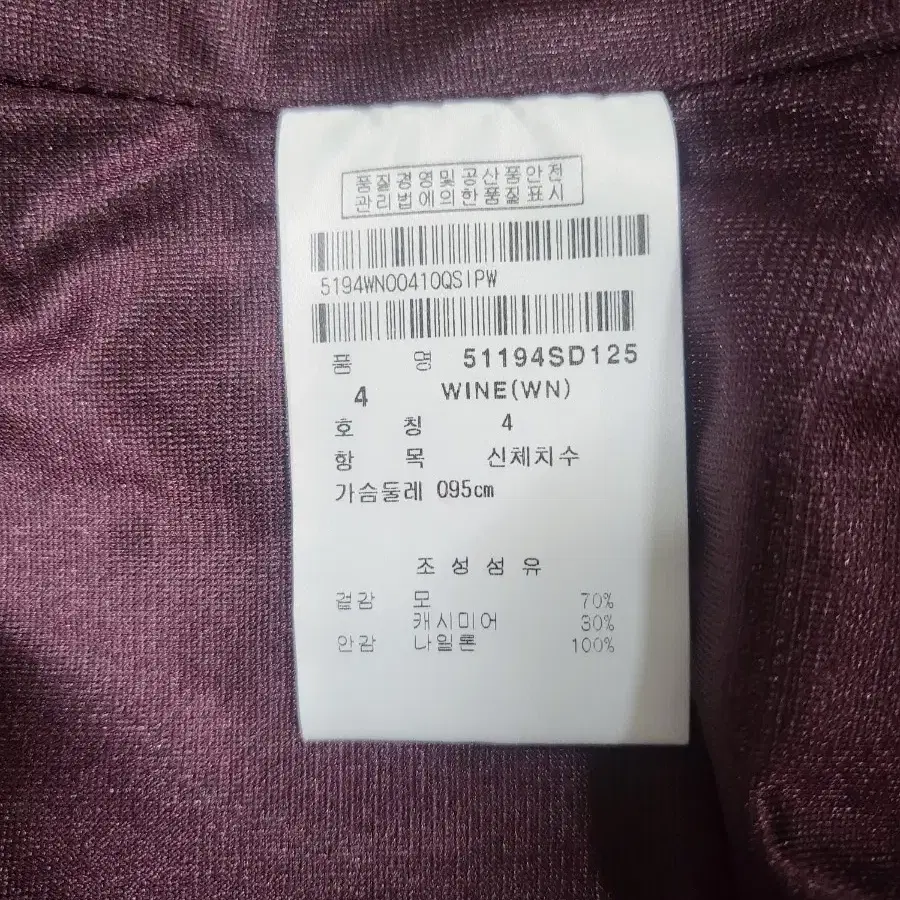 품질경영및공산품안전
관리법에의한품질표시
5194WN00410QSIPW
품 명 51194SD125
4 WINE(WN)
호 칭 4
항 목 신체치수
가슴둘레 095cm
조성섬유
겉감 모 70%
캐시미어 30%
안감 나일론 100%